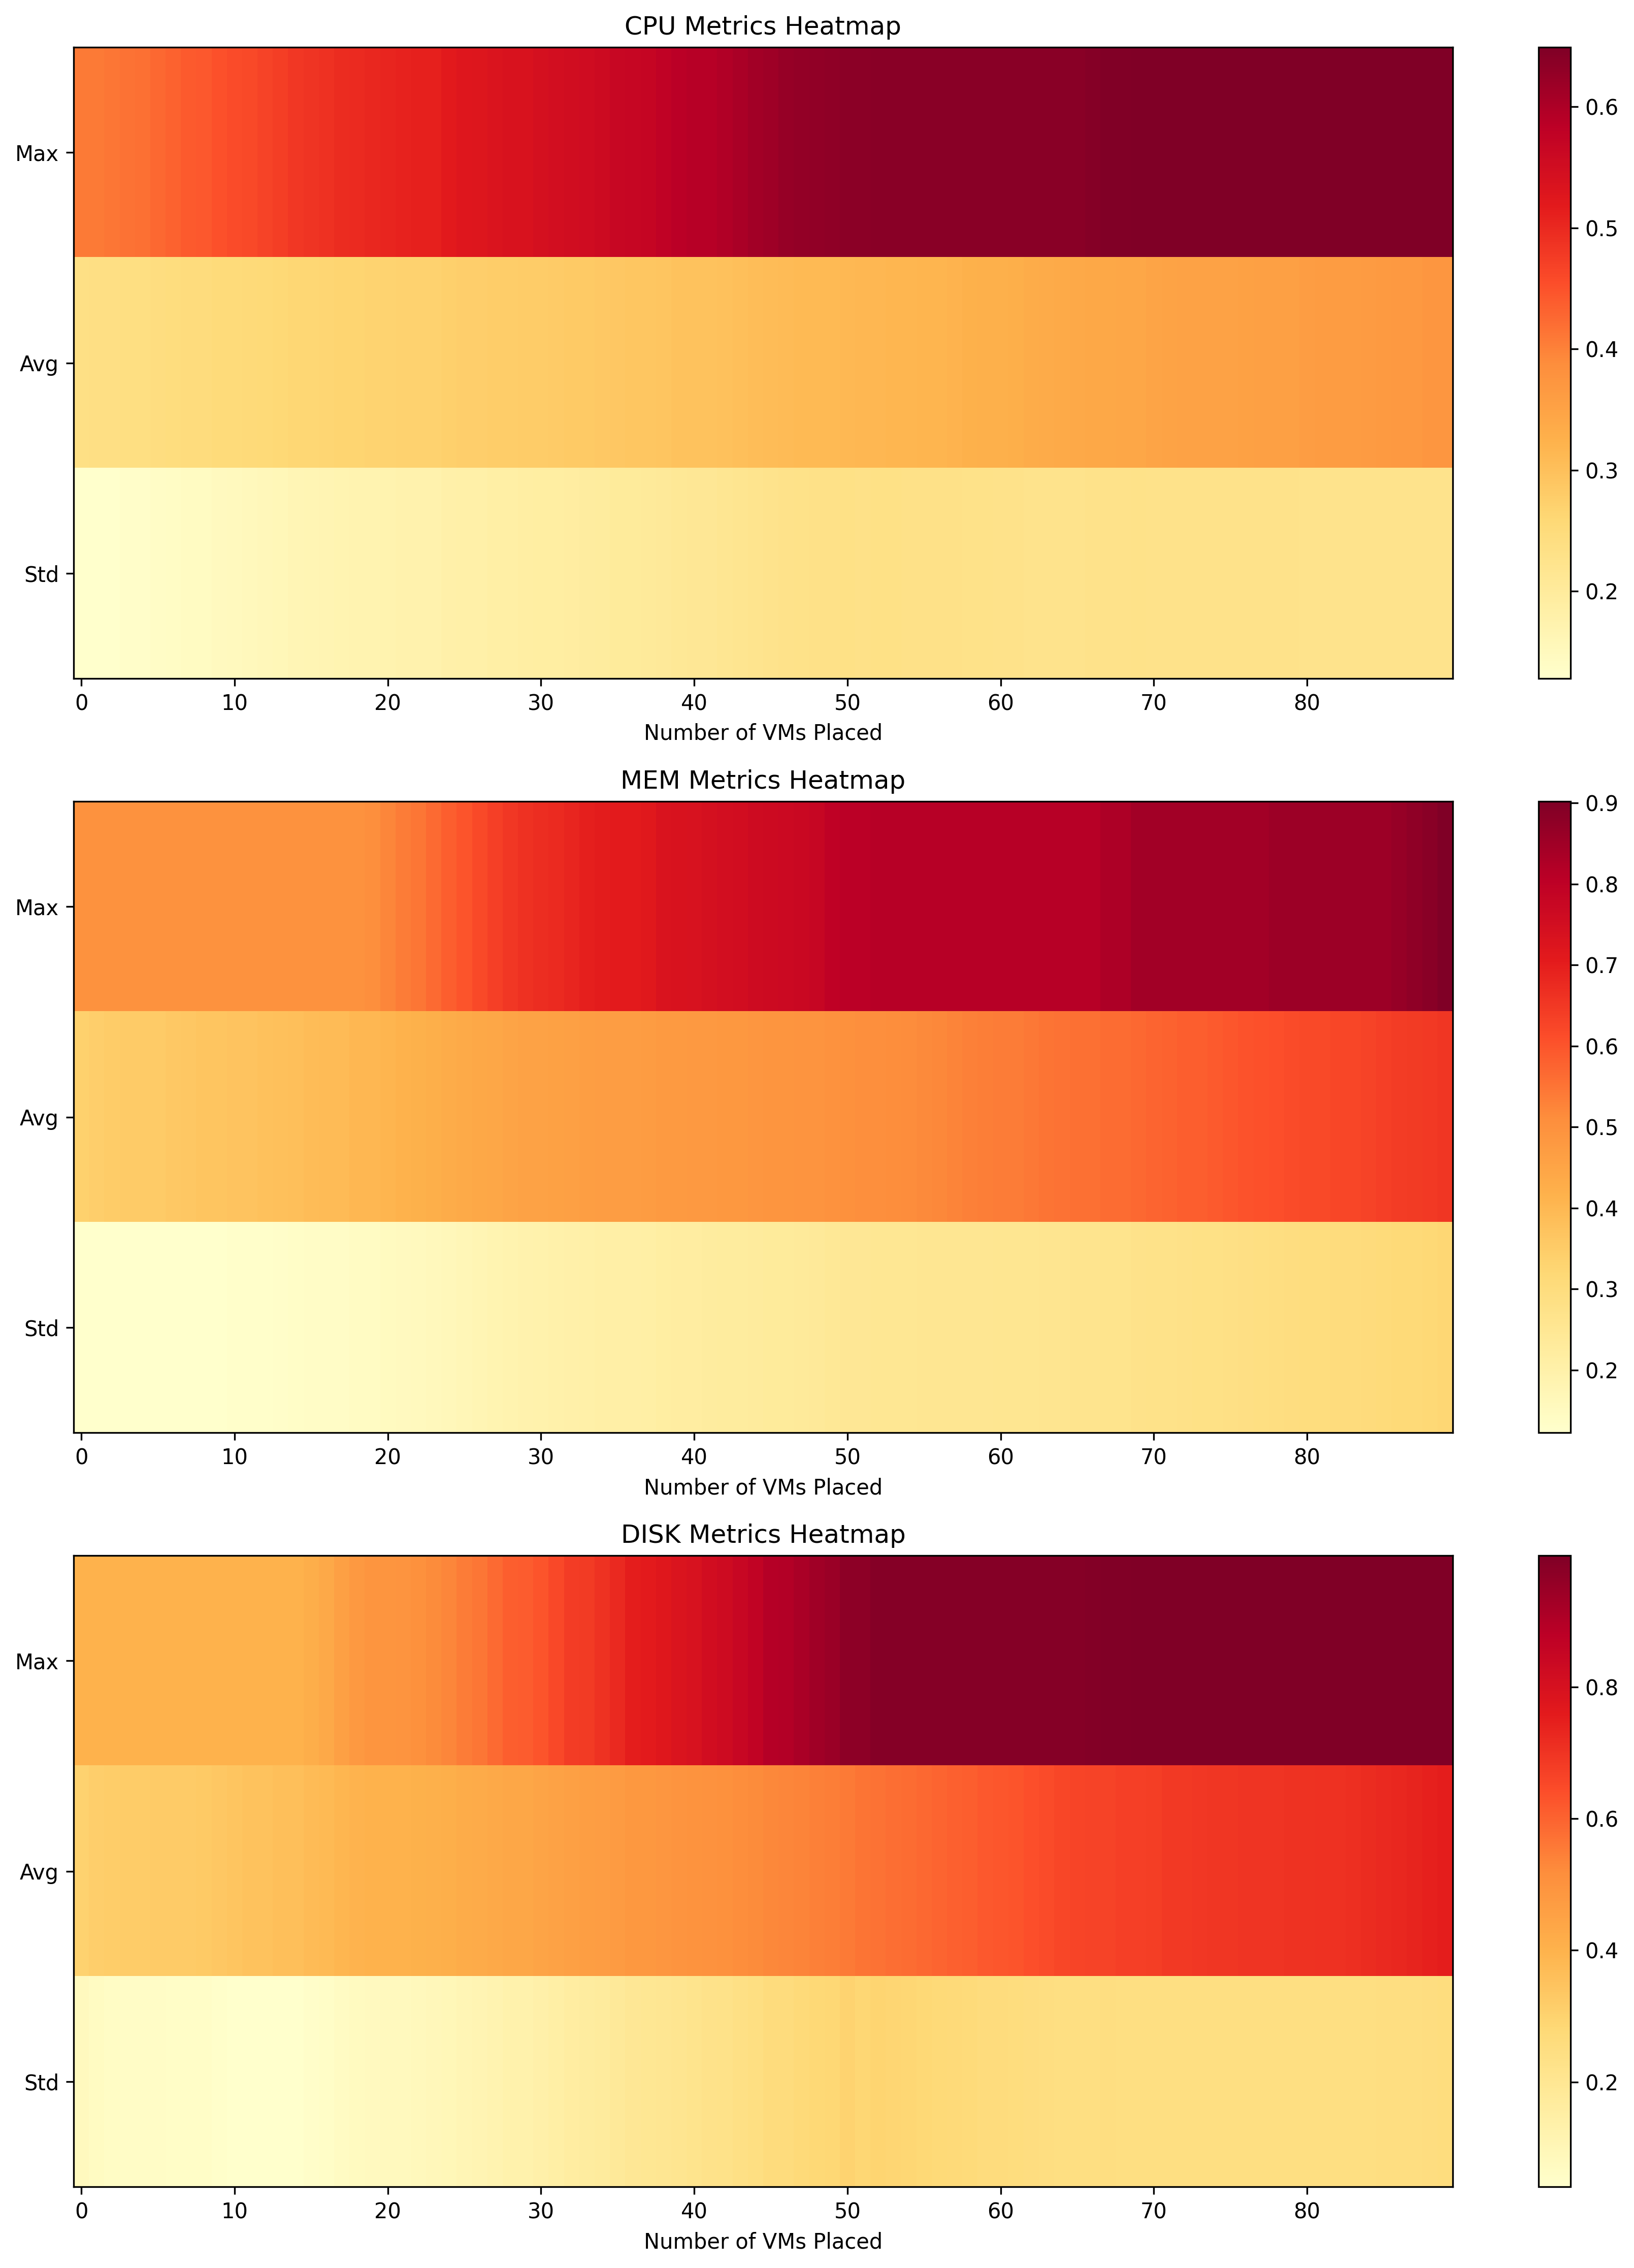 CPU Metrics Heatmap
Max
Avg
Std
0 10 20 30 40 50 60 70 80
Number of VMs Placed
0.6
0.5
0.4
0.3
0.2
MEM Metrics Heatmap
Max
Avg
Std
0 10 20 30 40 50 60 70 80
Number of VMs Placed
0.9
0.8
0.7
0.6
0.5
0.4
0.3
0.2
DISK Metrics Heatmap
Max
Avg
Std
0 10 20 30 40 50 60 70 80
Number of VMs Placed
0.8
0.6
0.4
0.2